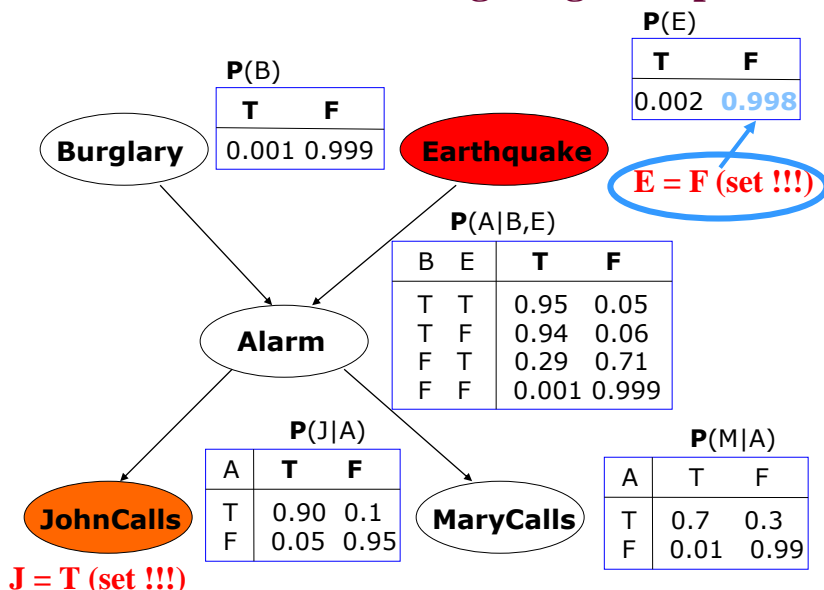 P(E)
T F
0.002 0.998
E = F (set !!!)
P(B)
T F
0.001 0.999
Burglary
Earthquake
P(A|B,E)
B E T F
T T 0.95 0.05
T F 0.94 0.06
F T 0.29 0.71
F F 0.001 0.999
Alarm
P(J|A)
A T F
T 0.90 0.1
F 0.05 0.95
P(M|A)
A T F
T 0.7 0.3
F 0.01 0.99
JohnCalls
MaryCalls
J = T (set !!!)